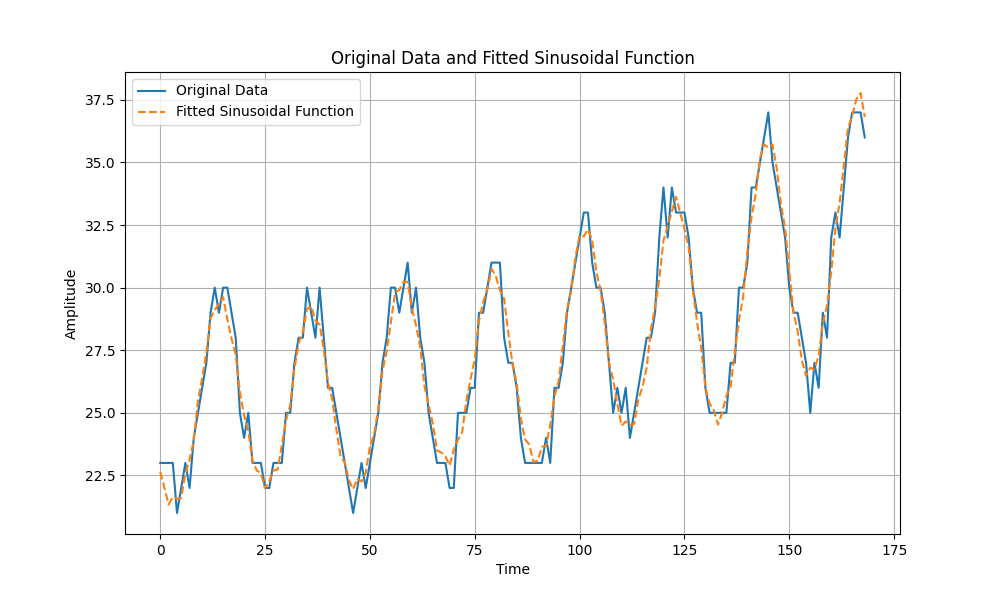 Original Data and Fitted Sinusoidal Function
Original Data
Fitted Sinusoidal Function
37.5
35.0
32.5
30.0
27.5
25.0
22.5
Amplitude
0 25 50 75 100 125 150 175
Time